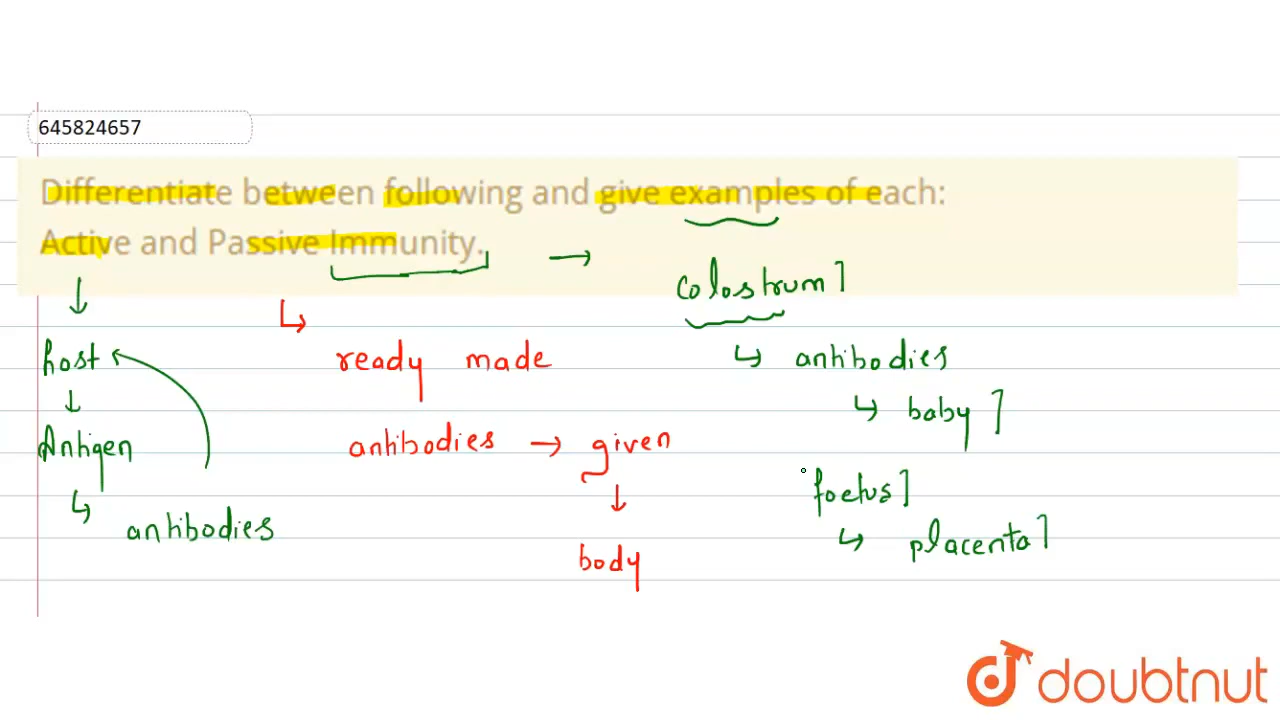 645824657
Differentiate between following and give examples of each:
Active and Passive Immunity.
colostrum]
host
ready made
antibodies
baby]
Antigen
antibodies → given
foetus]
antibodies
placenta]
body
doubtnut